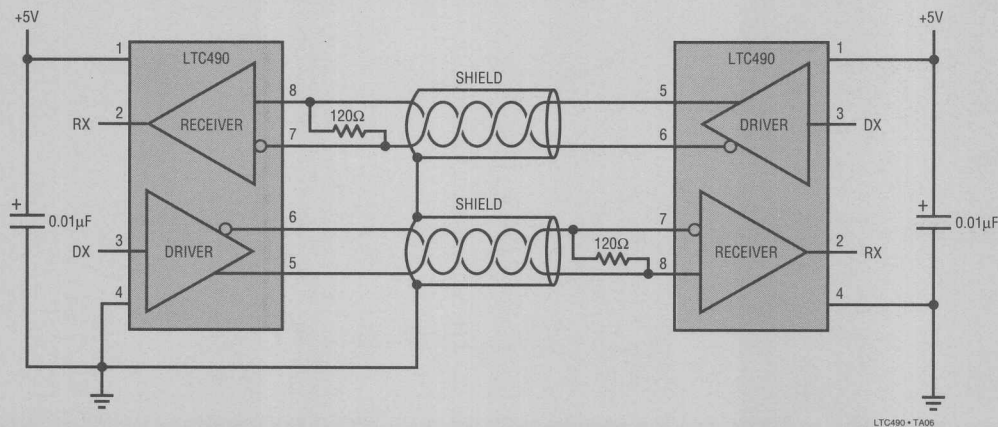 +5V
+5V
1
LTC490
SHIELD
LTC490
1
8
5
RX
2
RECEIVER
120Ω
DRIVER
3
DX
7
6
+
0.01µF
SHIELD
+
0.01µF
6
7
DX
3
DRIVER
120Ω
RECEIVER
2
RX
5
8
4
4
LTC490 • TA06